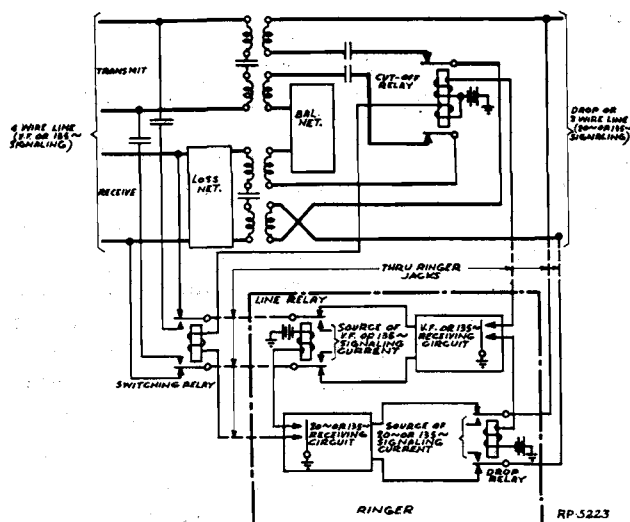 TRANSMIT
4 WIRE LINE
(V.F. OR 135~
SIGNALING)
RECEIVE
LOSS
NET.
BAL.
NET.
CUT-OFF
RELAY
DROP OR
2 WIRE LINE
(20~ OR 135~
SIGNALING)
THRU RINGER
JACKS
LINE RELAY
SWITCHING RELAY
SOURCE OF
V.F. OR 135~
SIGNALING
CURRENT
V.F. OR 135~
RECEIVING
CIRCUIT
20~ OR 135~
RECEIVING
CIRCUIT
SOURCE OF
20~ OR 135~
SIGNALING
CURRENT
DROP
RELAY
RINGER
RP-5223